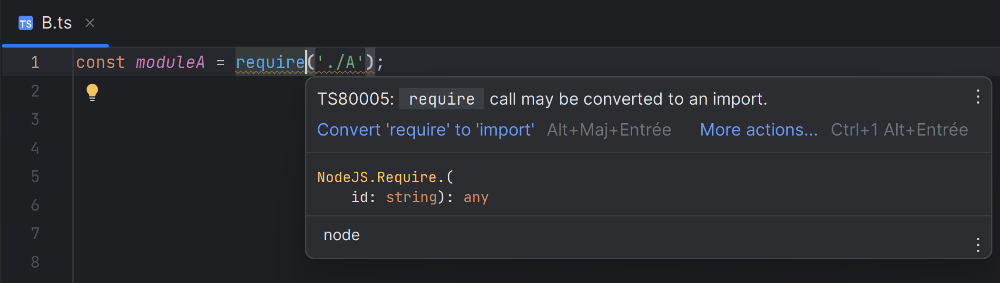 TS B.ts ×
1 const moduleA = require('./A');
2
TS80005: require call may be converted to an import.
3
Convert 'require' to 'import' Alt+Maj+Entrée More actions... Ctrl+1 Alt+Entrée
4
5
NodeJS.Require.(
6
id: string): any
7
node
8